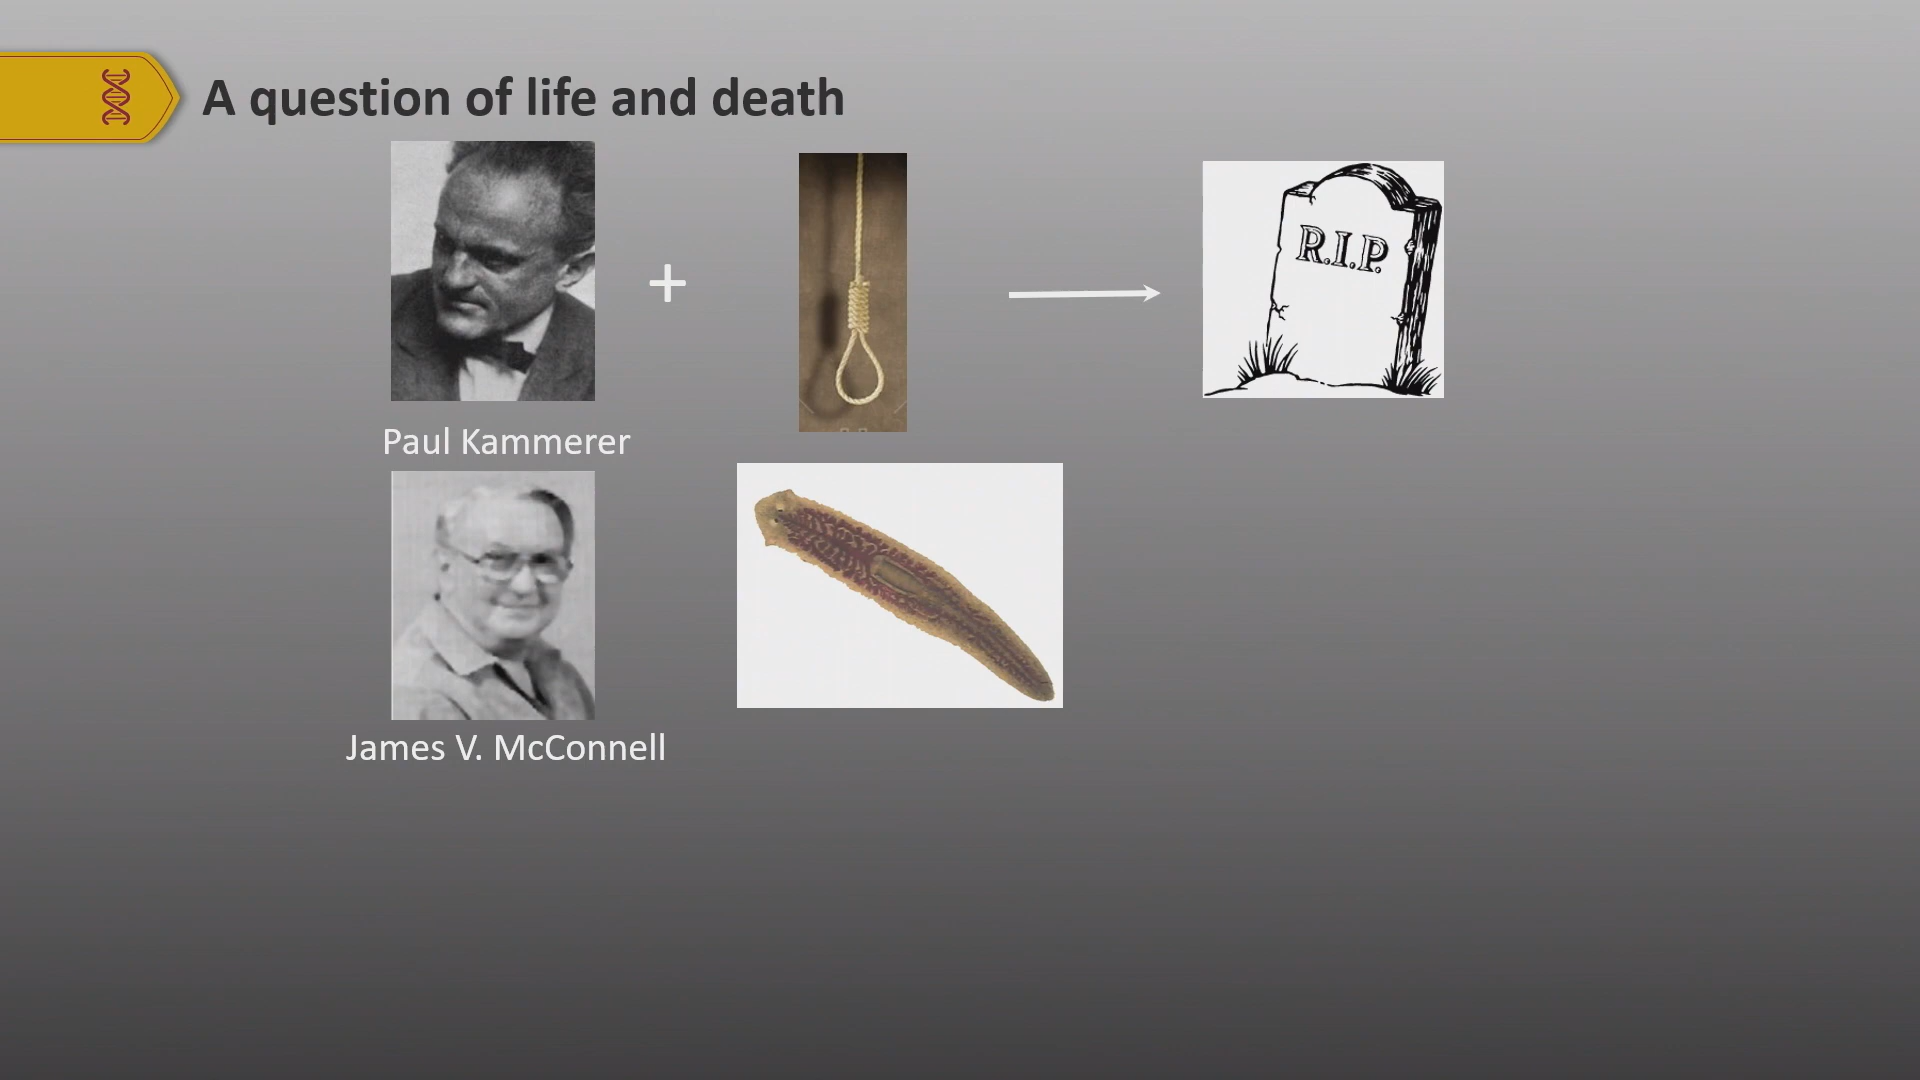 A question of life and death
R.I.P.
Paul Kammerer
James V. McConnell